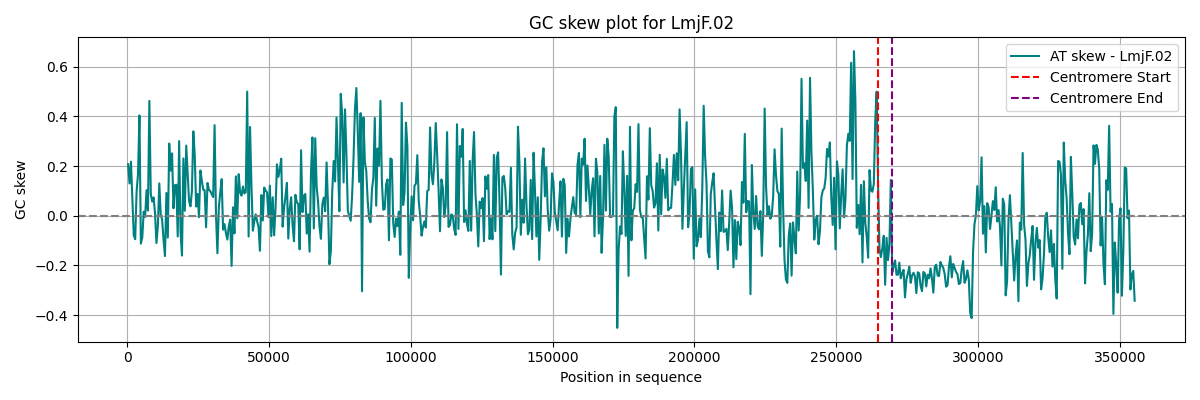 GC skew plot for LmjF.02
AT skew - LmjF.02
Centromere Start
Centromere End
GC skew
0.6
0.4
0.2
0.0
−0.2
−0.4
0 50000 100000 150000 200000 250000 300000 350000
Position in sequence